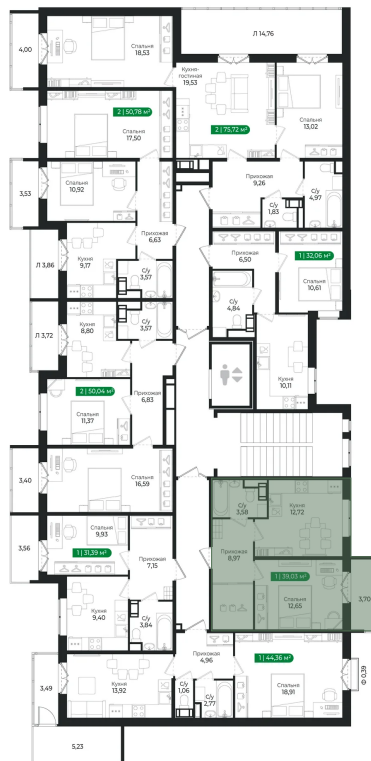 Л 14,76
4,00
Спальня
18,53
Кухня-
гостиная
19,53
2 | 50,78 м²
Спальня
17,50
2 | 75,72 м²
Спальня
13,02
3,53
Спальня
10,92
9,26
С/у
1,83
С/у
4,97
Прихожая
6,63
Л 3,86
9,17
С/у
3,57
Прихожая
6,50
1 | 32,06 м²
Спальня
10,61
С/у
4,84
Л 3,72
8,80
С/у
3,57
Кухня
10,11
2 | 50,04 м²
Спальня
11,37
Прихожая
6,83
3,40
Спальня
16,59
С/у
3,58
Кухня
12,72
3,56
9,93
1 | 31,39 м²
Прихожая
7,15
Прихожая
8,97
1 | 39,03 м²
Спальня
12,65
3,70
Кухня
9,40
С/у
3,84
Прихожая
4,96
1 | 44,36 м²
Ф 0,39
3,49
Кухня
13,92
С/у
1,06
С/у
2,77
Спальня
18,91
5,23